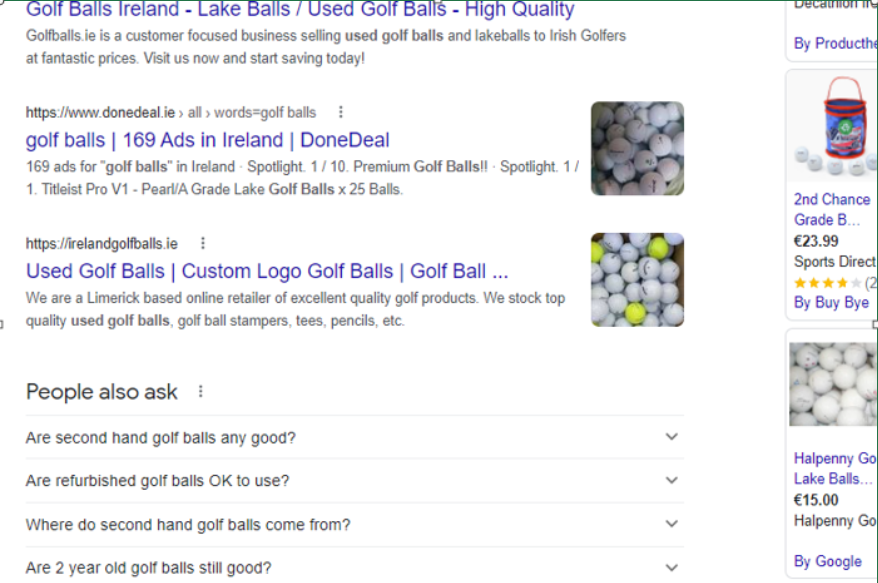 Golf Balls Ireland - Lake Balls / Used Golf Balls - High Quality
Golfballs.ie is a customer focused business selling used golf balls and lakeballs to Irish Golfers
at fantastic prices. Visit us now and start saving today!
https://www.donedeal.ie › all › words=golf balls
golf balls | 169 Ads in Ireland | DoneDeal
169 ads for "golf balls" in Ireland · Spotlight. 1 / 10. Premium Golf Balls!! · Spotlight. 1 /
1. Titleist Pro V1 - Pearl/A Grade Lake Golf Balls x 25 Balls.
https://irelandgolfballs.ie
Used Golf Balls | Custom Logo Golf Balls | Golf Ball ...
We are a Limerick based online retailer of excellent quality golf products. We stock top
quality used golf balls, golf ball stampers, tees, pencils, etc.
People also ask
Are second hand golf balls any good?
Are refurbished golf balls OK to use?
Where do second hand golf balls come from?
Are 2 year old golf balls still good?
Decathlon
By Producthe
2nd Chance
Grade B...
€23.99
Sports Direct
(2
By Buy Bye
Halpenny Go
Lake Balls...
€15.00
Halpenny Go
By Google